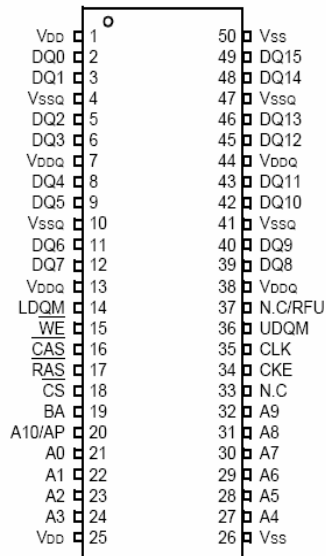 VDD 1 50 VSS
DQ0 2 49 DQ15
DQ1 3 48 DQ14
VSSQ 4 47 VSSQ
DQ2 5 46 DQ13
DQ3 6 45 DQ12
VDDQ 7 44 VDDQ
DQ4 8 43 DQ11
DQ5 9 42 DQ10
VSSQ 10 41 VSSQ
DQ6 11 40 DQ9
DQ7 12 39 DQ8
VDDQ 13 38 VDDQ
LDQM 14 37 N.C/RFU
WE 15 36 UDQM
CAS 16 35 CLK
RAS 17 34 CKE
CS 18 33 N.C
BA 19 32 A9
A10/AP 20 31 A8
A0 21 30 A7
A1 22 29 A6
A2 23 28 A5
A3 24 27 A4
VDD 25 26 VSS